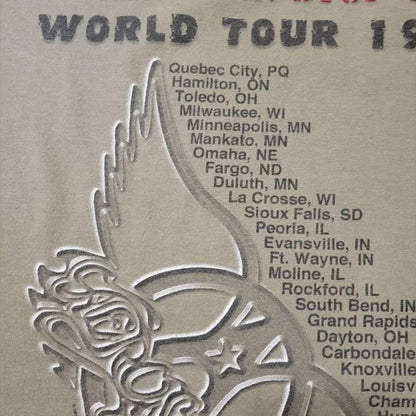 WORLD TOUR 19
Quebec City, PQ
Hamilton, ON
Toledo, OH
Milwaukee, WI
Minneapolis, MN
Mankato, MN
Omaha, NE
Fargo, ND
Duluth, MN
La Crosse, WI
Sioux Falls, SD
Peoria, IL
Evansville, IN
Ft. Wayne, IN
Moline, IL
Rockford, IL
South Bend, IN
Grand Rapids
Dayton, OH
Carbondale
Knoxville
Louisv
Cham